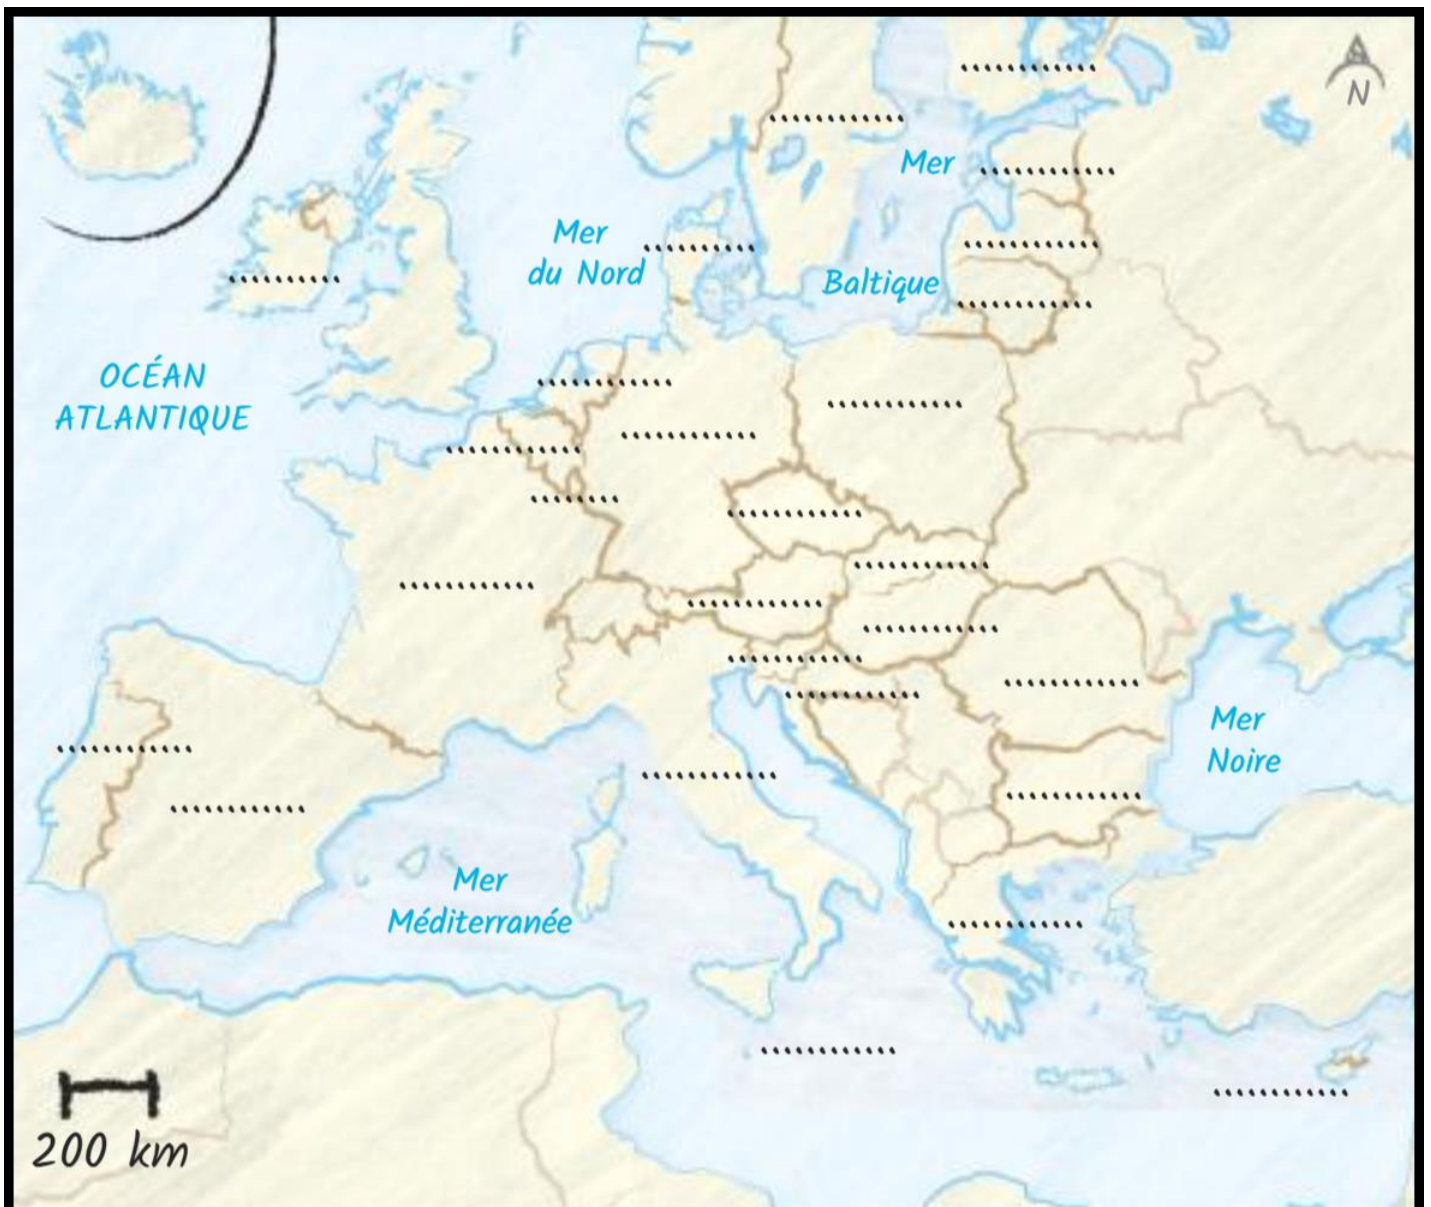 N
Mer
Baltique
Mer
du Nord
OCÉAN
ATLANTIQUE
Mer
Noire
Mer
Méditerranée
200 km